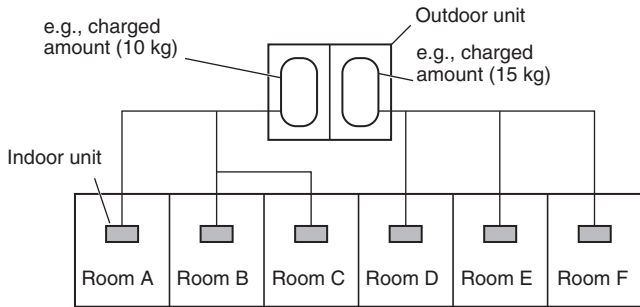 e.g., charged
amount (10 kg)
Outdoor unit
e.g., charged
amount (15 kg)
Indoor unit
Room A
Room B
Room C
Room D
Room E
Room F